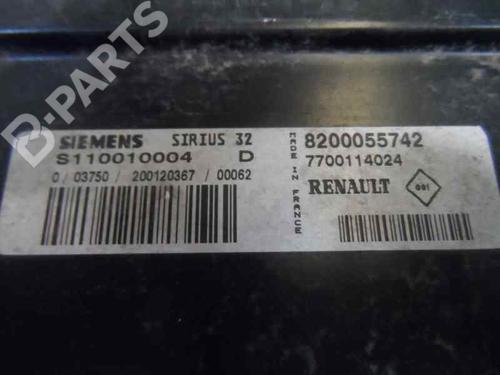 B-PARTS
SIEMENS SIRIUS 32
S110010004 D
0 / 03750 / 200120367 / 00062
MADE IN FRANCE
8200055742
7700114024
RENAULT